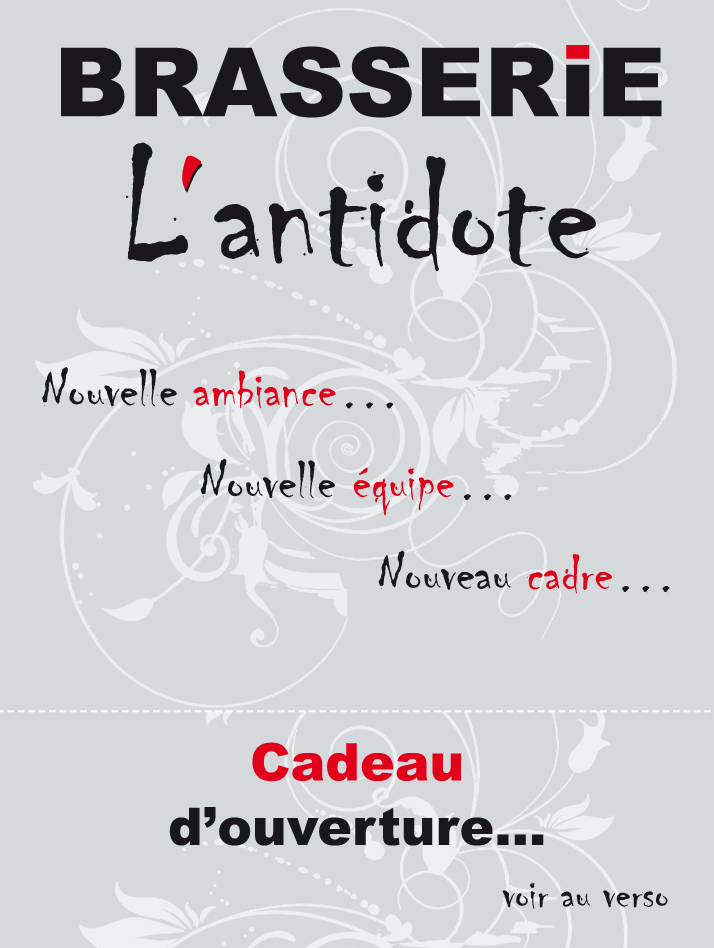 BRASSERiE
L'antidote
Nouvelle ambiance...
Nouvelle équipe...
Nouveau cadre...
Cadeau
d'ouverture...
voir au verso